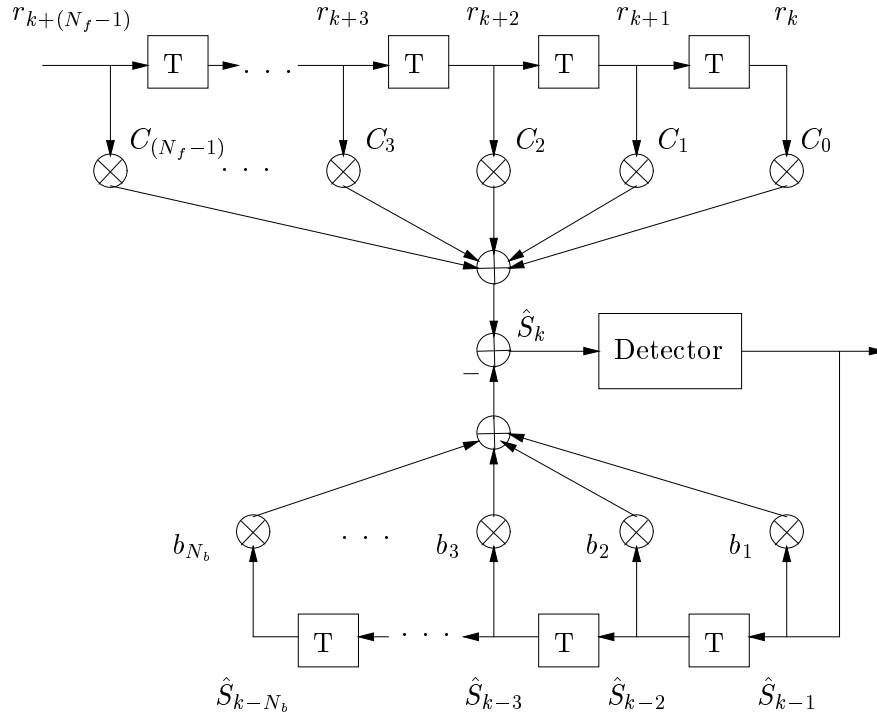 r_{k+(N_f-1)} r_{k+3} r_{k+2} r_{k+1} r_k
T . . . T T T
C_{(N_f-1)} . . . C_3 C_2 C_1 C_0
Ŝ_k
Detector
−
b_{N_b} . . . b_3 b_2 b_1
T . . . T T
Ŝ_{k-N_b} Ŝ_{k-3} Ŝ_{k-2} Ŝ_{k-1}